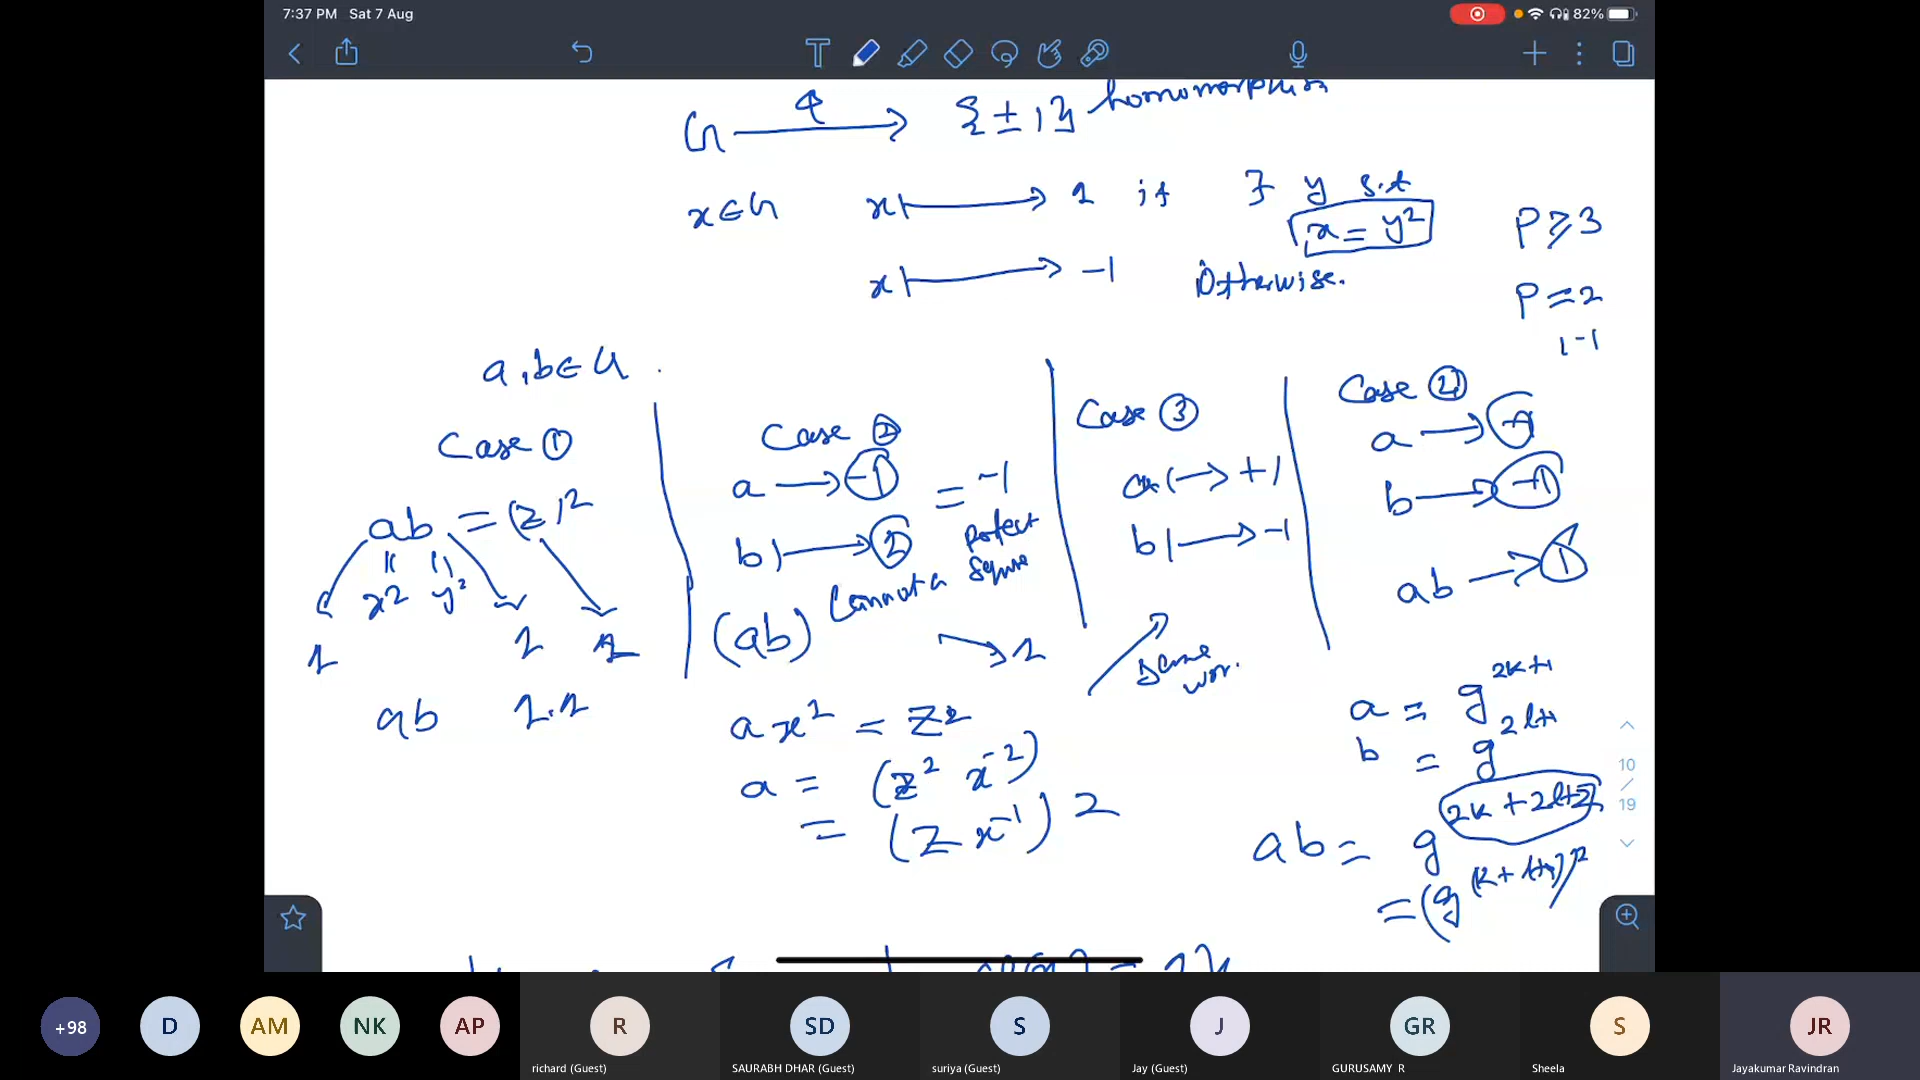 7:37 PM Sat 7 Aug
82%
G φ→ {±1} homomorphism
x∈G x ↦ 1 if ∃ y s.t
x = y²
x ↦ -1 Otherwise.
P ≥ 3
P = 2
1 -1
a, b ∈ G
Case ①
ab = (z)²
x² y²
1 1 1
ab 1.1
Case ②
a → -1
= -1
b ↦ 1
perfect
square
Cannot a
(ab)
→ 1
ax² = z²
a = (z² x⁻²)
= (z x⁻¹)²
Case ③
a ↦ +1
b ↦ -1
Same
Case ④
a → -1
b → -1
ab → 1
a = g^2k+1
b = g^2l+1
ab = g^2k+2l+2
= (g^(k+l+1))²
10
19
+98
D
AM
NK
AP
R
SD
S
J
GR
S
JR
richard (Guest)
SAURABH DHAR (Guest)
suriya (Guest)
Jay (Guest)
GURUSAMY R
Sheela
Jayakumar Ravindran